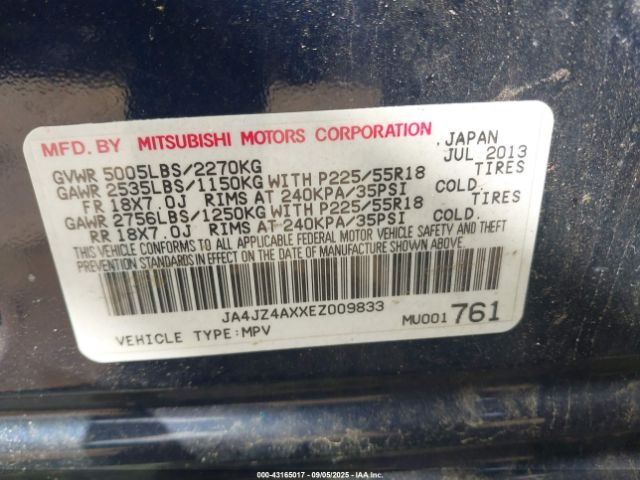 MFD. BY MITSUBISHI MOTORS CORPORATION , JAPAN
GVWR 5005LBS/2270KG JUL 2013
GAWR 2535LBS/1150KG WITH P225/55R18 TIRES
FR 18X7.0J RIMS AT 240KPA/35PSI COLD.
GAWR 2756LBS/1250KG WITH P225/55R18 TIRES
RR 18X7.0J RIMS AT 240KPA/35PSI COLD.
THIS VEHICLE CONFORMS TO ALL APPLICABLE FEDERAL MOTOR VEHICLE SAFETY AND THEFT
PREVENTION STANDARDS IN EFFECT ON THE DATE OF MANUFACTURE SHOWN ABOVE.
JA4JZ4AXXEZ009833
VEHICLE TYPE:MPV MU001 761
000-43165017 - 09/05/2025 - IAAI.COM